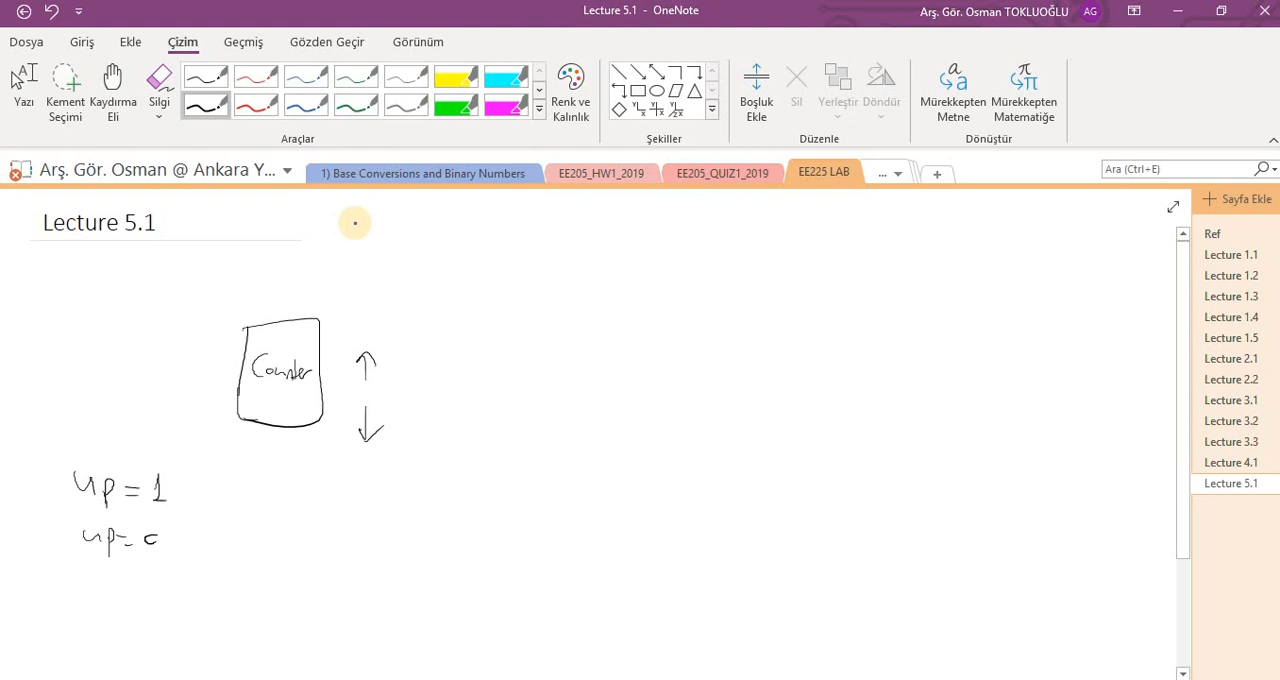 Lecture 5.1 - OneNote
Arş. Gör. Osman TOKLUOĞLU AG
Dosya Giriş Ekle Çizim Geçmiş Gözden Geçir Görünüm
Yazı
Kement Seçimi
Kaydırma Eli
Silgi
Araçlar
Renk ve Kalınlık
Şekiller
Boşluk Ekle
Sil
Yerleştir
Döndür
Düzenle
Mürekkepten Metne
Mürekkepten Matematiğe
Dönüştür
Arş. Gör. Osman @ Ankara Y...
1) Base Conversions and Binary Numbers
EE205_HW1_2019
EE205_QUIZ1_2019
EE225 LAB
...
Ara (Ctrl+E)
Sayfa Ekle
Lecture 5.1
Counter
up = 1
up = 0
Ref
Lecture 1.1
Lecture 1.2
Lecture 1.3
Lecture 1.4
Lecture 1.5
Lecture 2.1
Lecture 2.2
Lecture 3.1
Lecture 3.2
Lecture 3.3
Lecture 4.1
Lecture 5.1